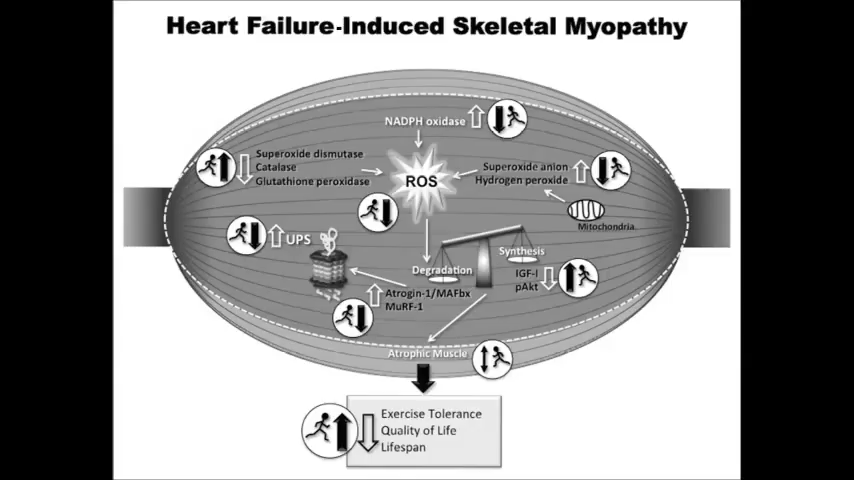 Heart Failure-Induced Skeletal Myopathy
NADPH oxidase
Superoxide dismutase
Catalase
Glutathione peroxidase
ROS
Superoxide anion
Hydrogen peroxide
Mitochondria
UPS
Synthesis
Degradation
IGF-I
pAkt
Atrogin-1/MAFbx
MuRF-1
Atrophic Muscle
Exercise Tolerance
Quality of Life
Lifespan